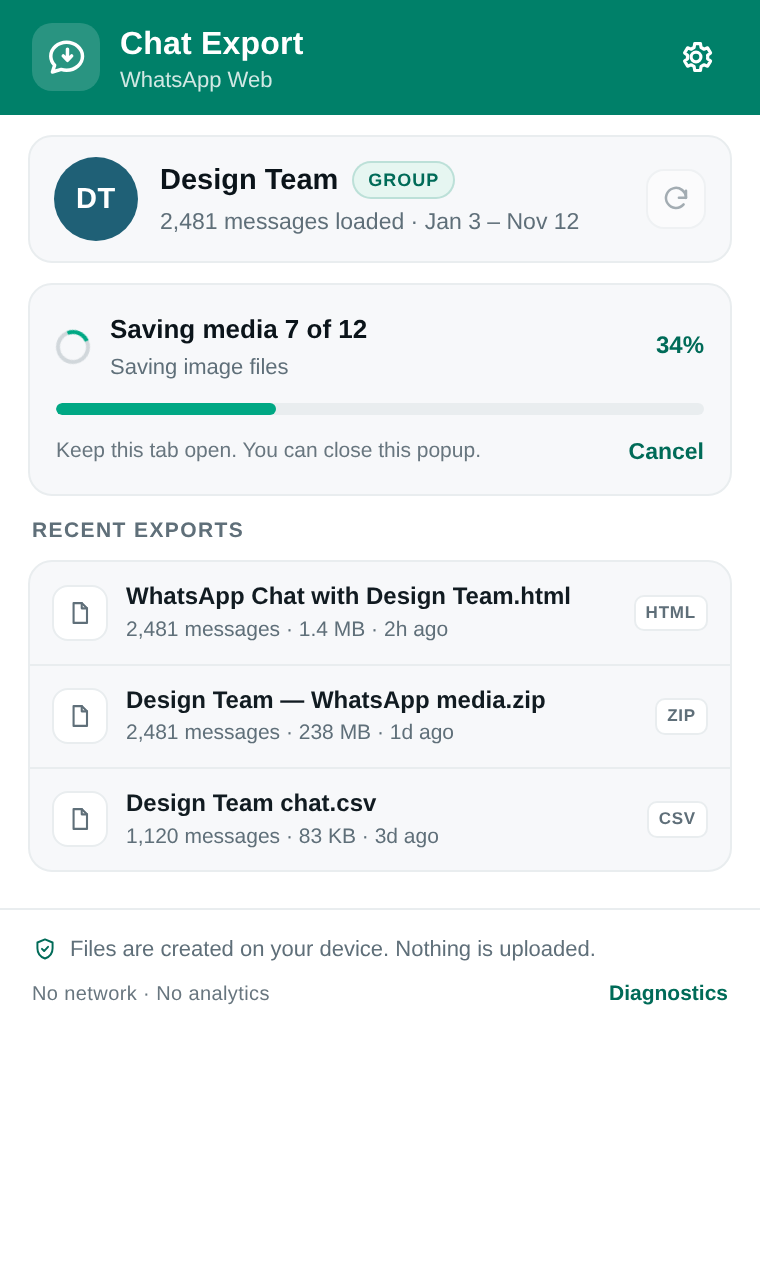 Chat Export
WhatsApp Web
DT
Design Team GROUP
2,481 messages loaded · Jan 3 – Nov 12
Saving media 7 of 12
Saving image files
34%
Keep this tab open. You can close this popup.
Cancel
RECENT EXPORTS
WhatsApp Chat with Design Team.html
2,481 messages · 1.4 MB · 2h ago
HTML
Design Team — WhatsApp media.zip
2,481 messages · 238 MB · 1d ago
ZIP
Design Team chat.csv
1,120 messages · 83 KB · 3d ago
CSV
Files are created on your device. Nothing is uploaded.
No network · No analytics
Diagnostics